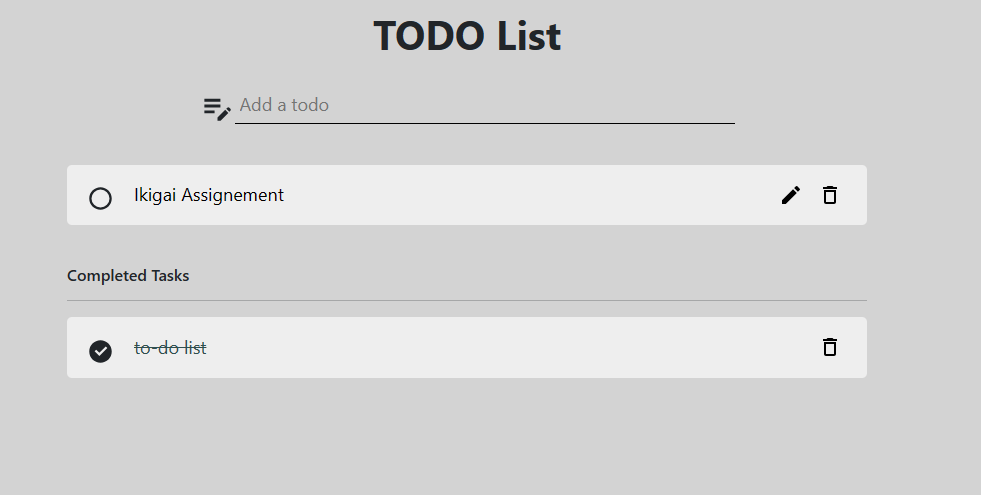 TODO List
Add a todo
Ikigai Assignement
Completed Tasks
to-do list